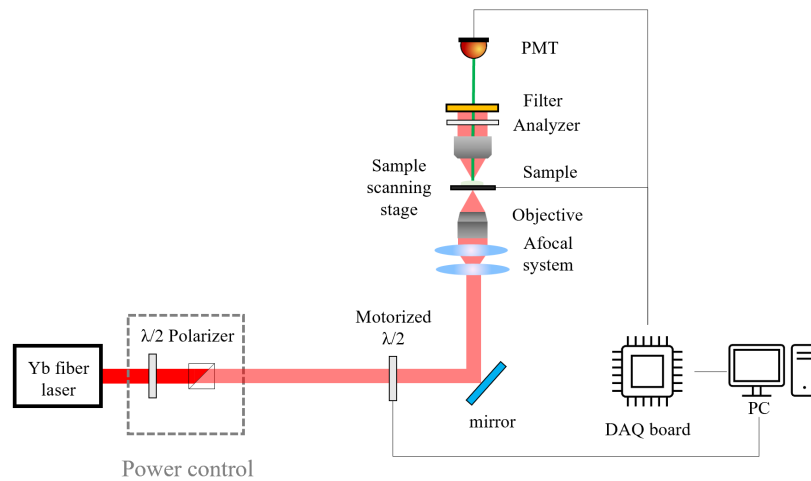 PMT
Filter
Analyzer
Sample
scanning
stage
Sample
Objective
Afocal
system
Motorized
λ/2
λ/2 Polarizer
Yb fiber
laser
mirror
PC
DAQ board
Power control